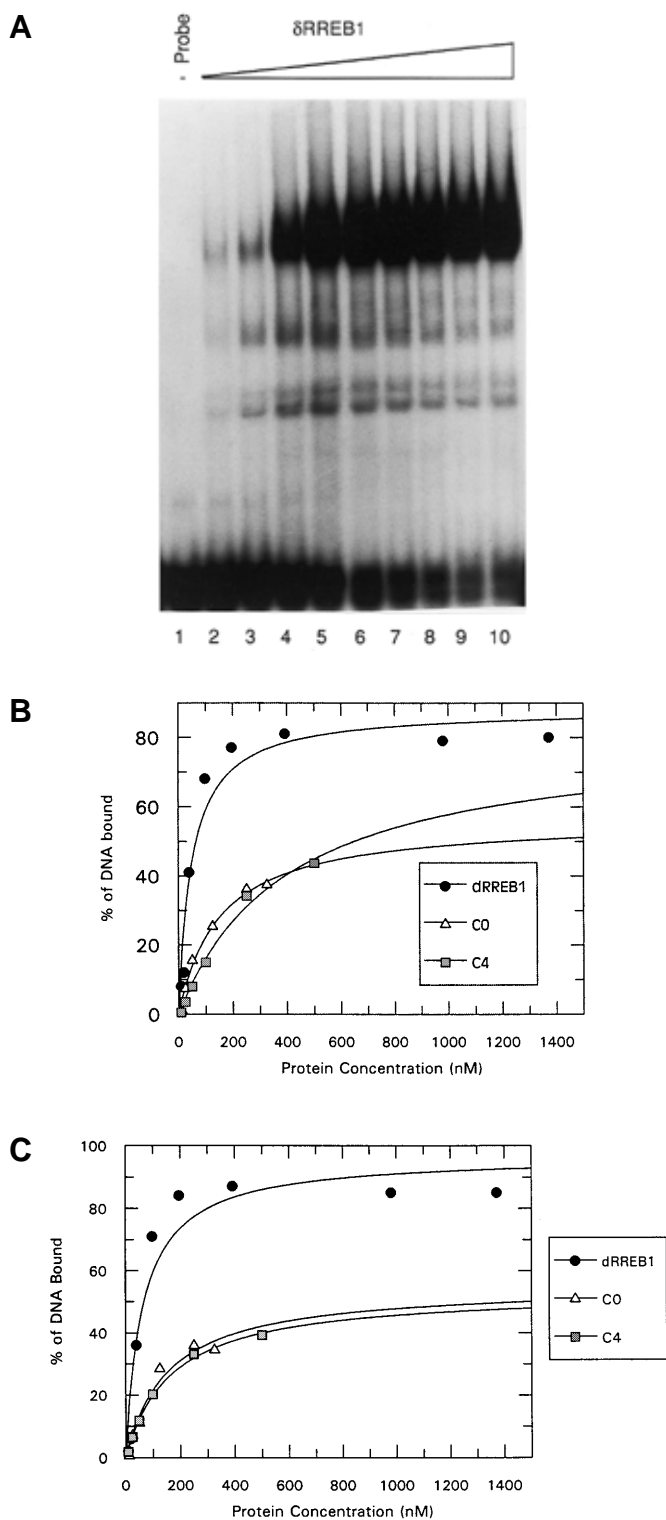 A
- Probe
δRREB1
1 2 3 4 5 6 7 8 9 10
B
% of DNA bound
80
60
40
20
0
dRREB1
C0
C4
0 200 400 600 800 1000 1200 1400
Protein Concentration (nM)
C
% of DNA Bound
100
80
60
40
20
0
dRREB1
C0
C4
0 200 400 600 800 1000 1200 1400
Protein Concentration (nM)